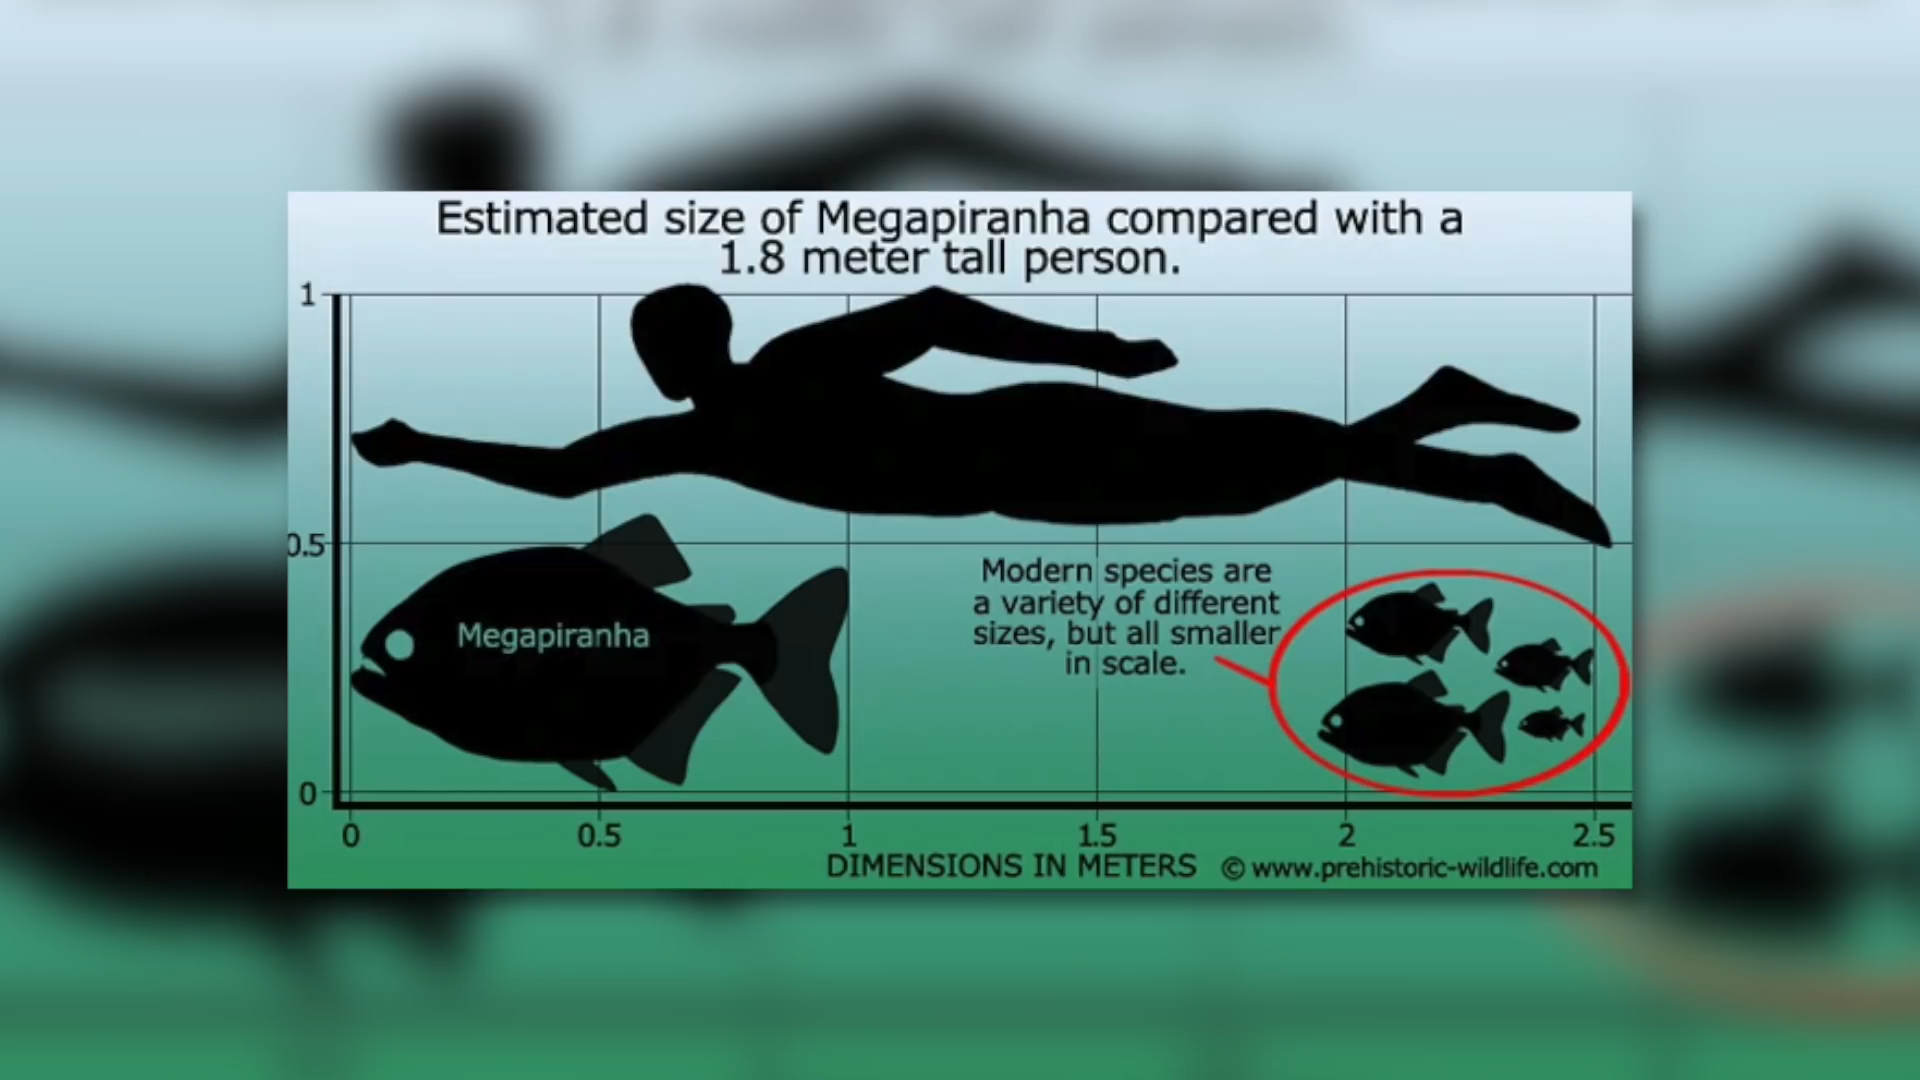 Estimated size of Megapiranha compared with a
1.8 meter tall person.
1
0.5
Modern species are
a variety of different
sizes, but all smaller
in scale.
Megapiranha
0
0 0.5 1 1.5 2 2.5
DIMENSIONS IN METERS © www.prehistoric-wildlife.com